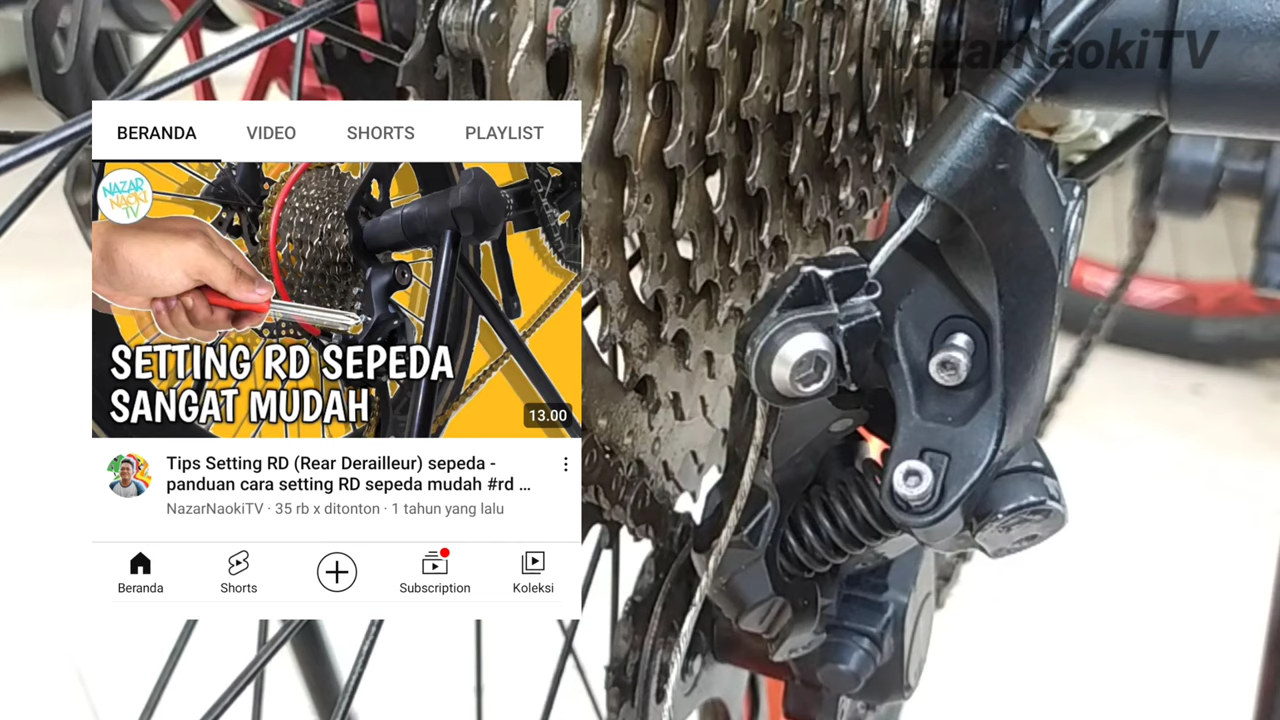 NazarNaokiTV
BERANDA VIDEO SHORTS PLAYLIST
NAZAR
NAOKI
TV
SETTING RD SEPEDA
SANGAT MUDAH
13.00
Tips Setting RD (Rear Derailleur) sepeda -
panduan cara setting RD sepeda mudah #rd ...
NazarNaokiTV · 35 rb x ditonton · 1 tahun yang lalu
Beranda Shorts Subscription Koleksi